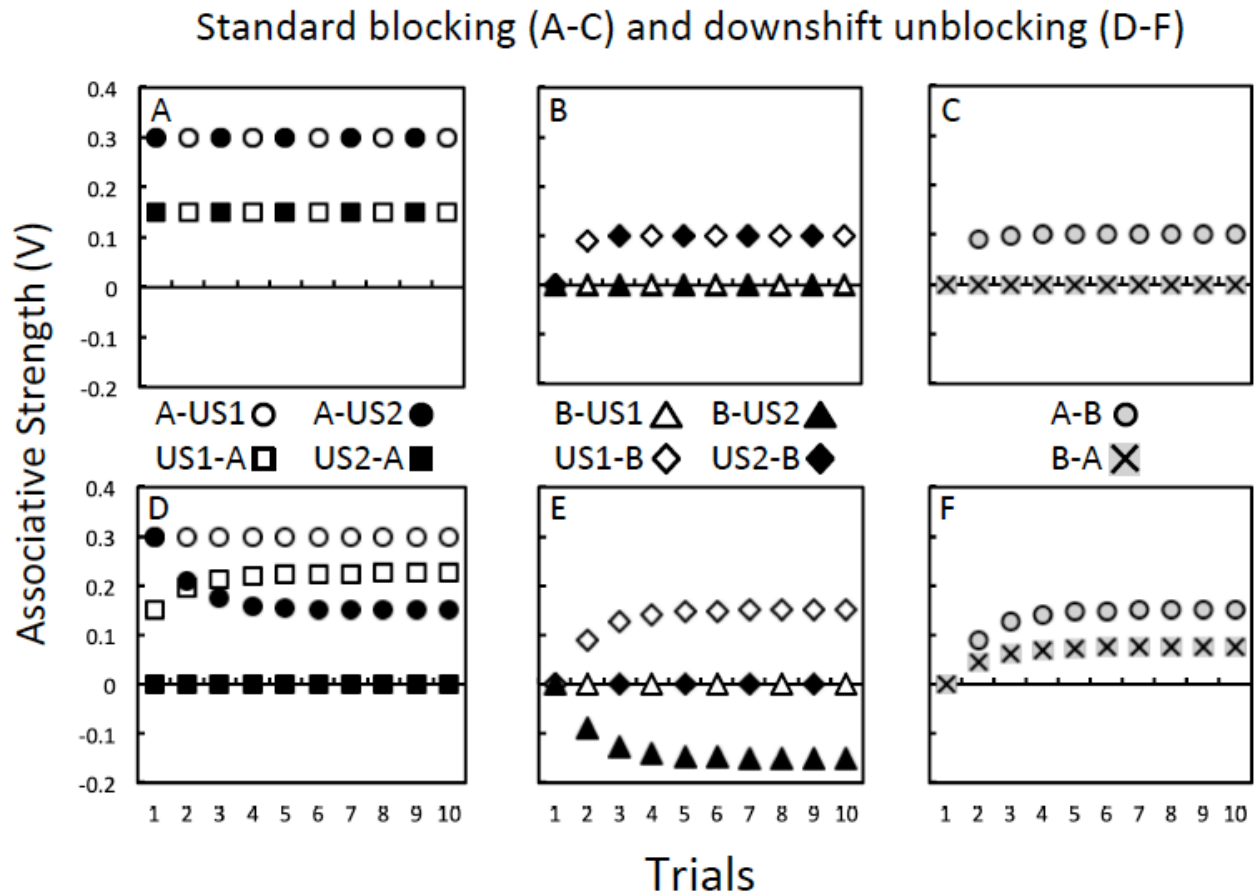 Standard blocking (A-C) and downshift unblocking (D-F)
Associative Strength (V)
A
B
C
0.4
0.3
0.2
0.1
0
-0.1
-0.2
A-US1 A-US2
US1-A US2-A
B-US1 B-US2
US1-B US2-B
A-B
B-A
D
E
F
0.4
0.3
0.2
0.1
0
-0.1
-0.2
1 2 3 4 5 6 7 8 9 10
1 2 3 4 5 6 7 8 9 10
1 2 3 4 5 6 7 8 9 10
Trials